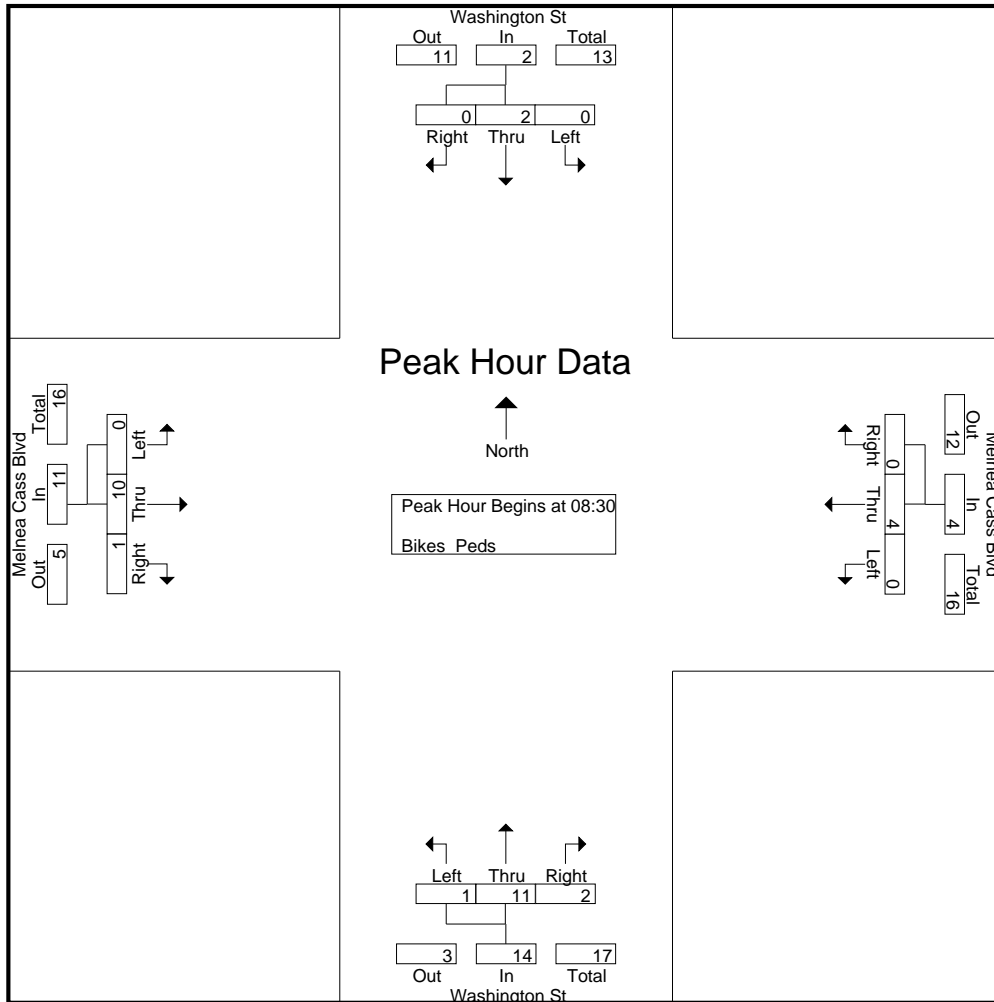 Washington St
Out In Total
11 2 13
0 2 0
Right Thru Left
Peak Hour Data
North
Peak Hour Begins at 08:30
Bikes Peds
Melnea Cass Blvd
Out In Total
5 11 16
0 10 1
Left Thru Right
Melnea Cass Blvd
Out In Total
12 4 16
0 4 0
Right Thru Left
Left Thru Right
1 11 2
3 14 17
Out In Total
Washington St